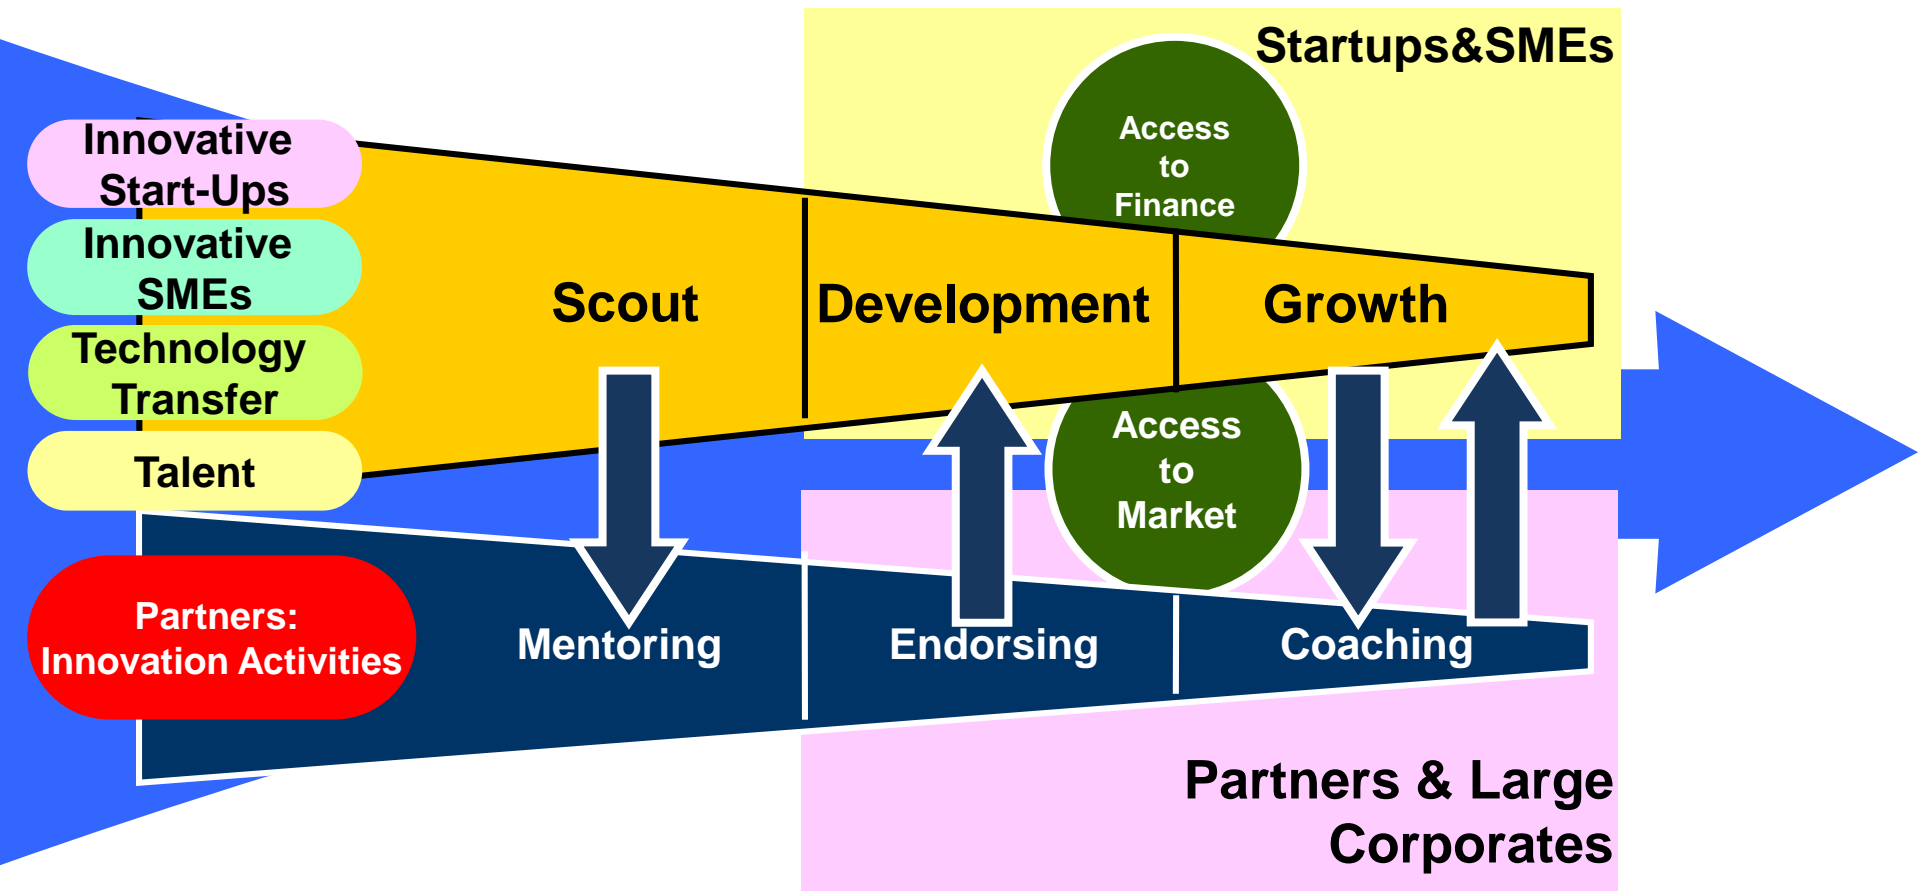 Startups&SMEs
Access
to
Finance
Innovative
Start-Ups
Innovative
SMEs
Technology
Transfer
Talent
Scout
Development
Growth
Access
to
Market
Partners:
Innovation Activities
Mentoring
Endorsing
Coaching
Partners & Large
Corporates